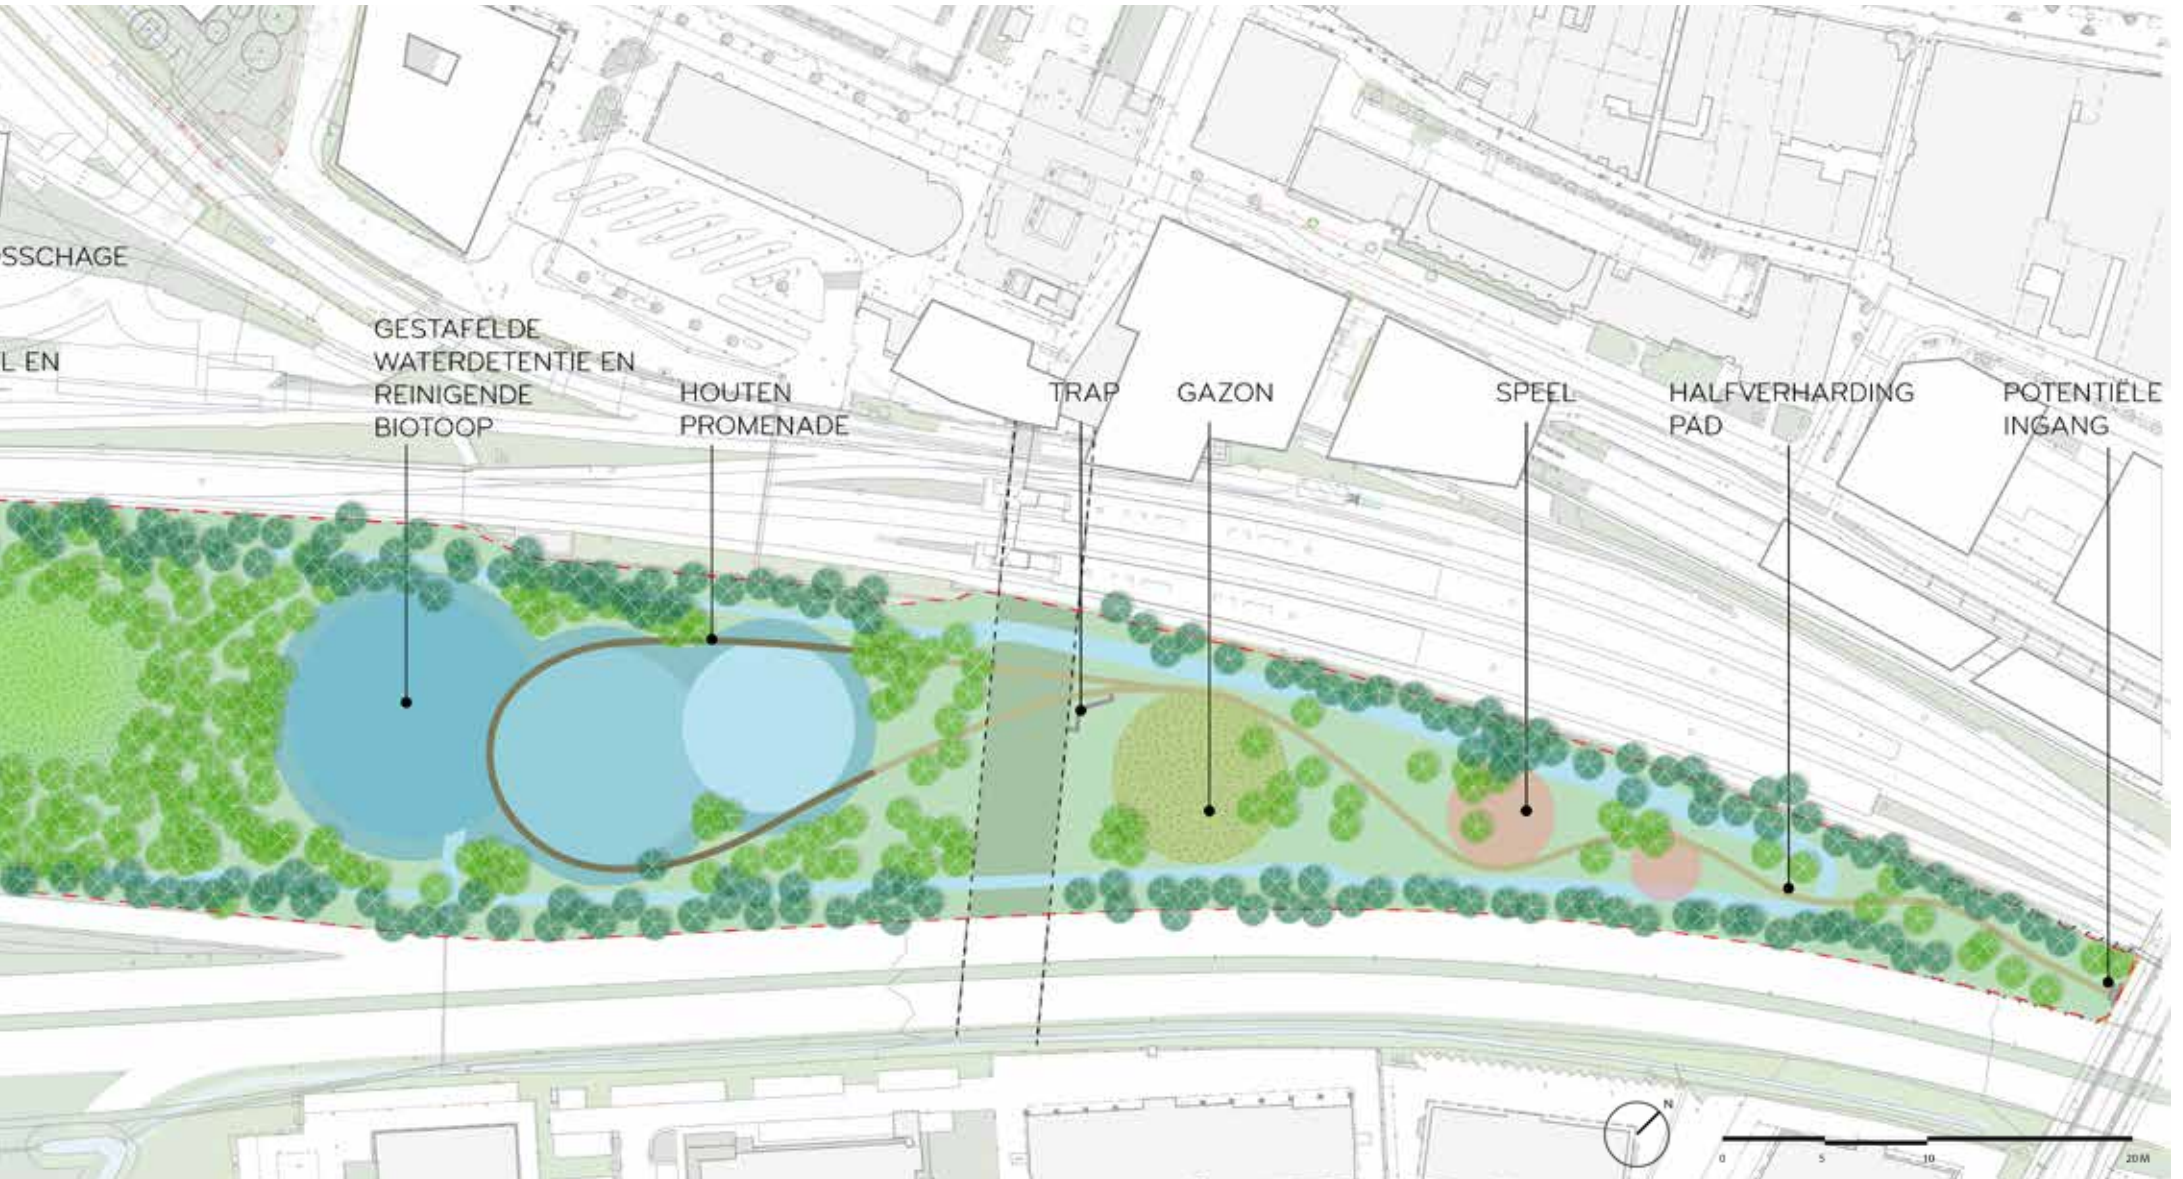 SSCHAGE
L EN
GESTAFELDE
WATERDETENTIE EN
REINIGENDE
BIOTOOP
HOUTEN
PROMENADE
TRAP
GAZON
SPEEL
HALFVERHARDING
PAD
POTENTIËLE
INGANG
N
0 5 10 20M